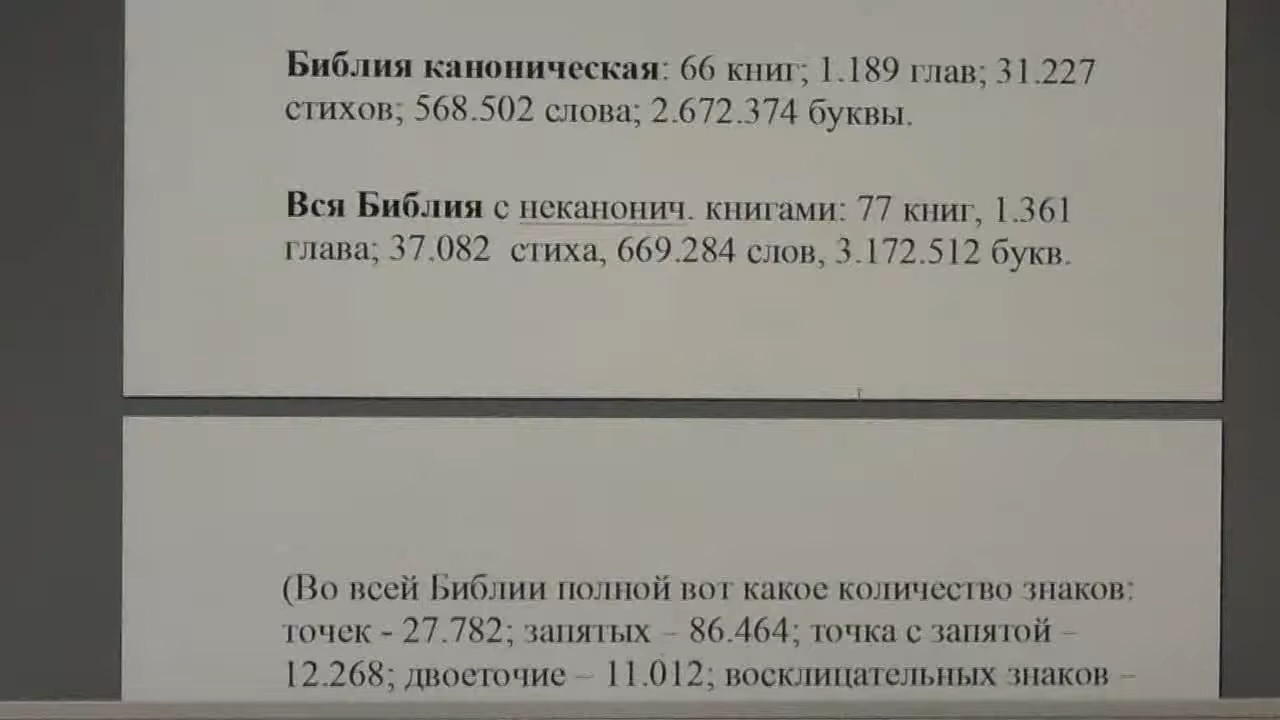 Библия каноническая: 66 книг; 1.189 глав; 31.227
стихов; 568.502 слова; 2.672.374 буквы.
Вся Библия с неканонич. книгами: 77 книг, 1.361
глава; 37.082 стиха, 669.284 слов, 3.172.512 букв.
(Во всей Библии полной вот какое количество знаков:
точек - 27.782; запятых – 86.464; точка с запятой –
12.268; двоеточие – 11.012; восклицательных знаков –